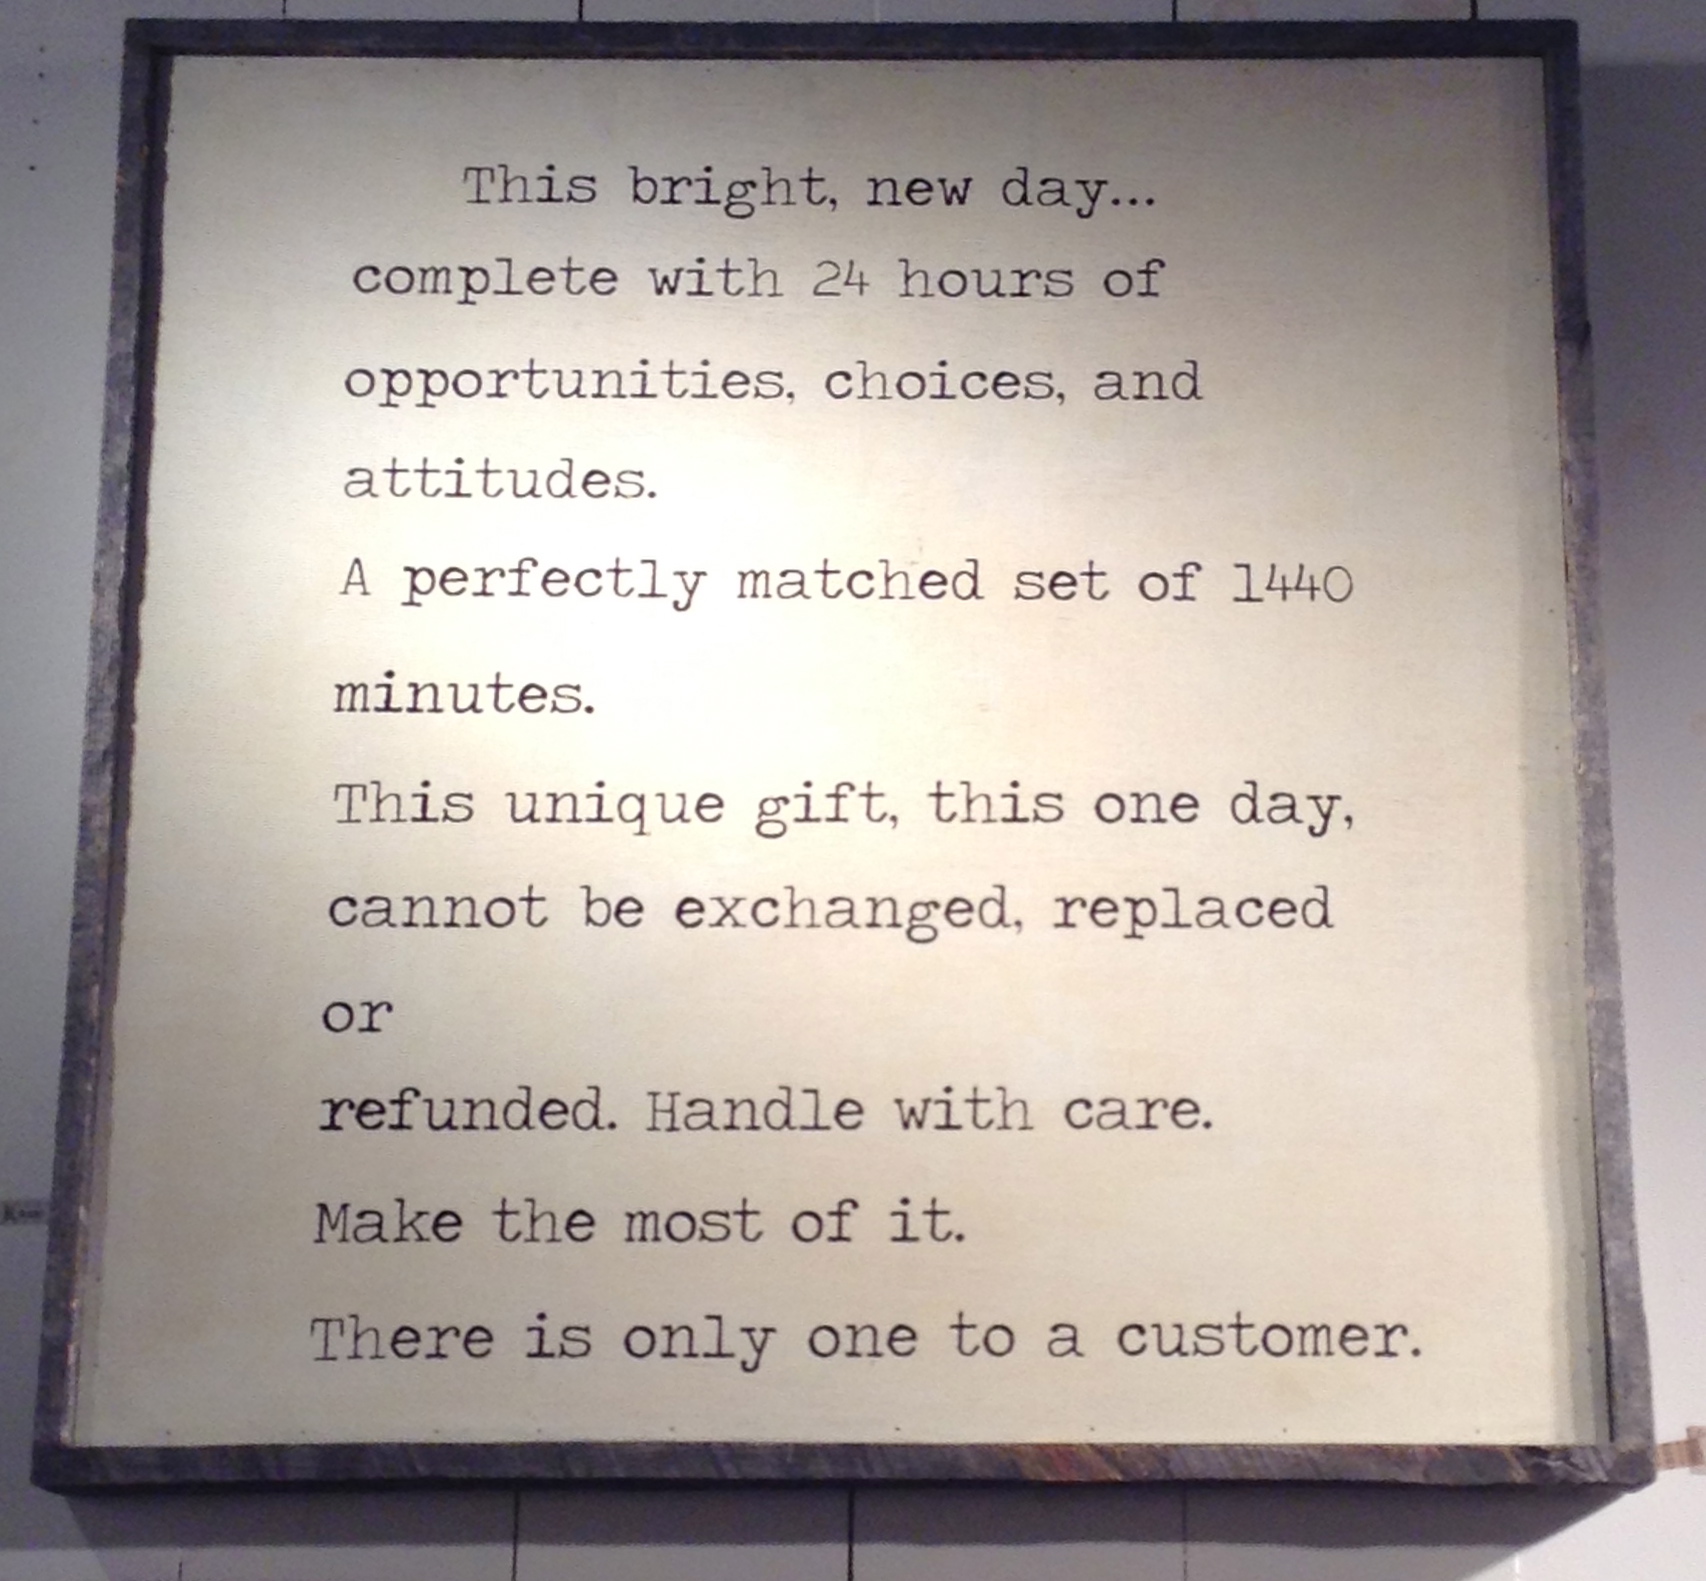 This bright, new day...
complete with 24 hours of
opportunities, choices, and
attitudes.
A perfectly matched set of 1440
minutes.
This unique gift, this one day,
cannot be exchanged, replaced
or
refunded. Handle with care.
Make the most of it.
There is only one to a customer.